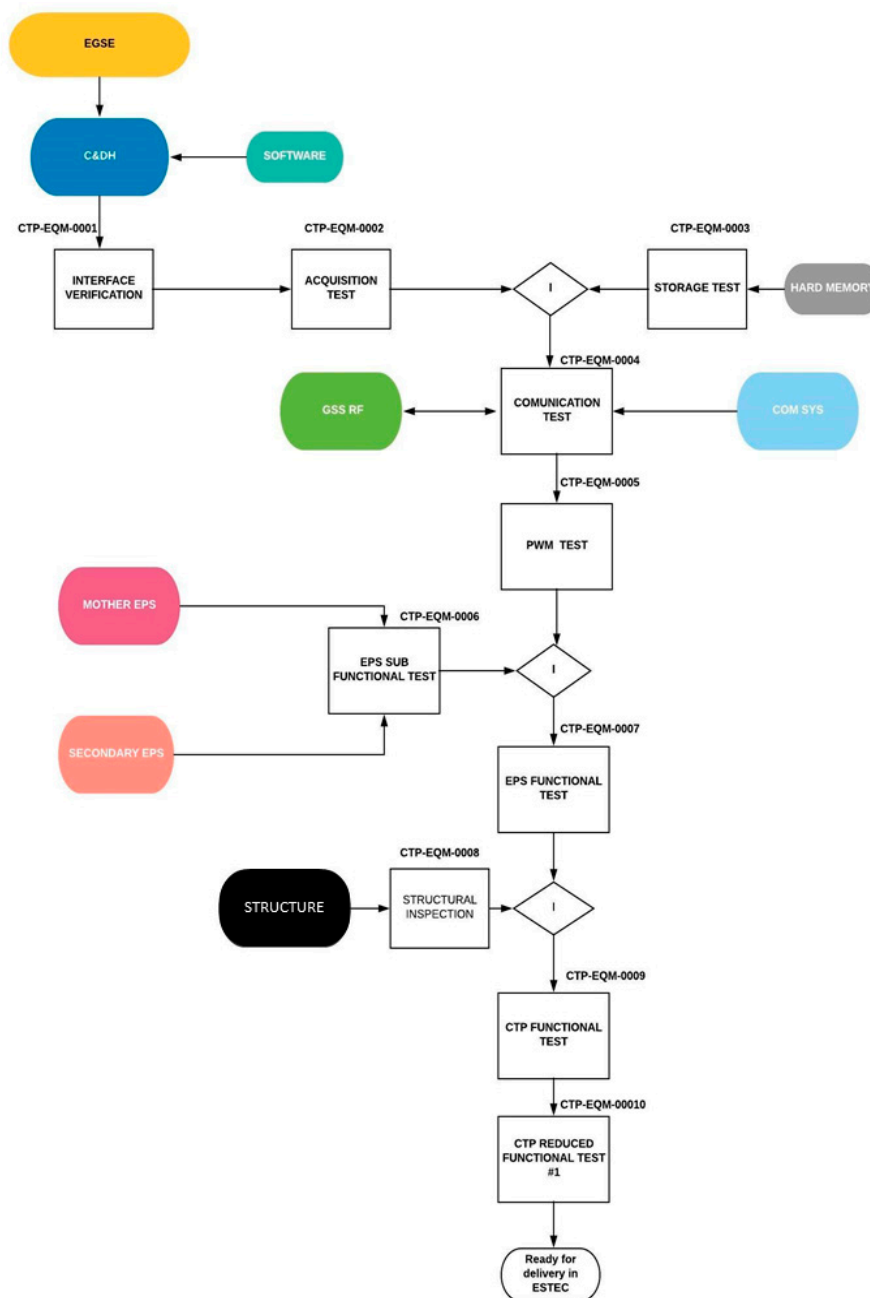 EGSE
C&DH
SOFTWARE
CTP-EQM-0001
CTP-EQM-0002
CTP-EQM-0003
INTERFACE
VERIFICATION
ACQUISITION
TEST
I
STORAGE TEST
HARD MEMORY
CTP-EQM-0004
GSS RF
COMUNICATION
TEST
COM SYS
CTP-EQM-0005
PWM TEST
MOTHER EPS
CTP-EQM-0006
EPS SUB
FUNCTIONAL TEST
I
SECONDARY EPS
CTP-EQM-0007
EPS FUNCTIONAL
TEST
CTP-EQM-0008
STRUCTURE
STRUCTURAL
INSPECTION
I
CTP-EQM-0009
CTP FUNCTIONAL
TEST
CTP-EQM-00010
CTP REDUCED
FUNCTIONAL TEST
#1
Ready for
delivery in
ESTEC